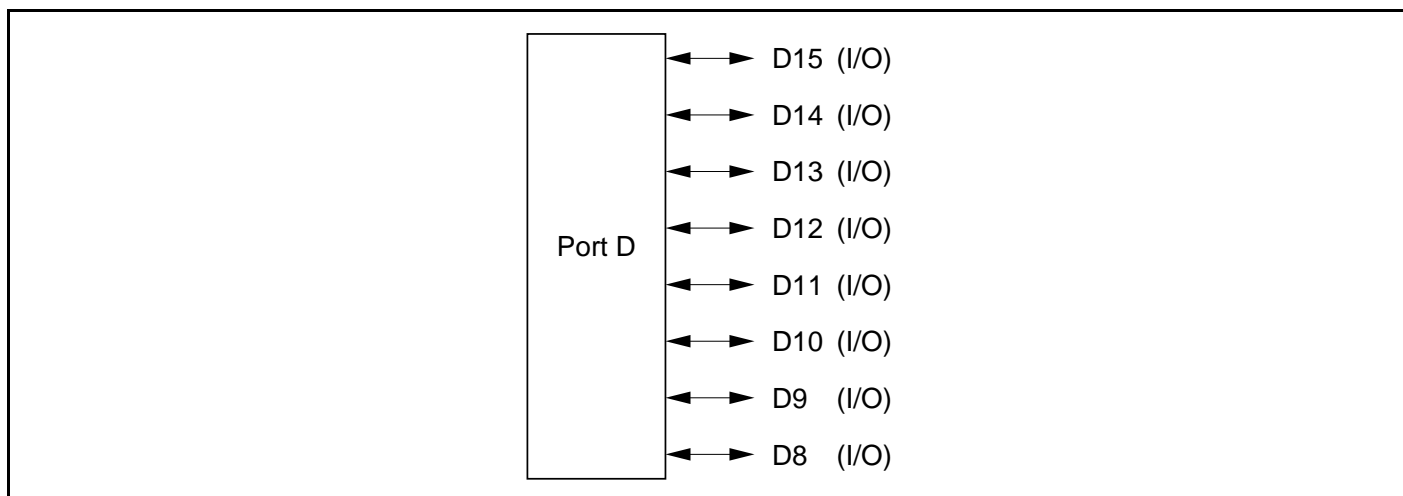 D15 (I/O)
D14 (I/O)
D13 (I/O)
D12 (I/O)
Port D
D11 (I/O)
D10 (I/O)
D9 (I/O)
D8 (I/O)